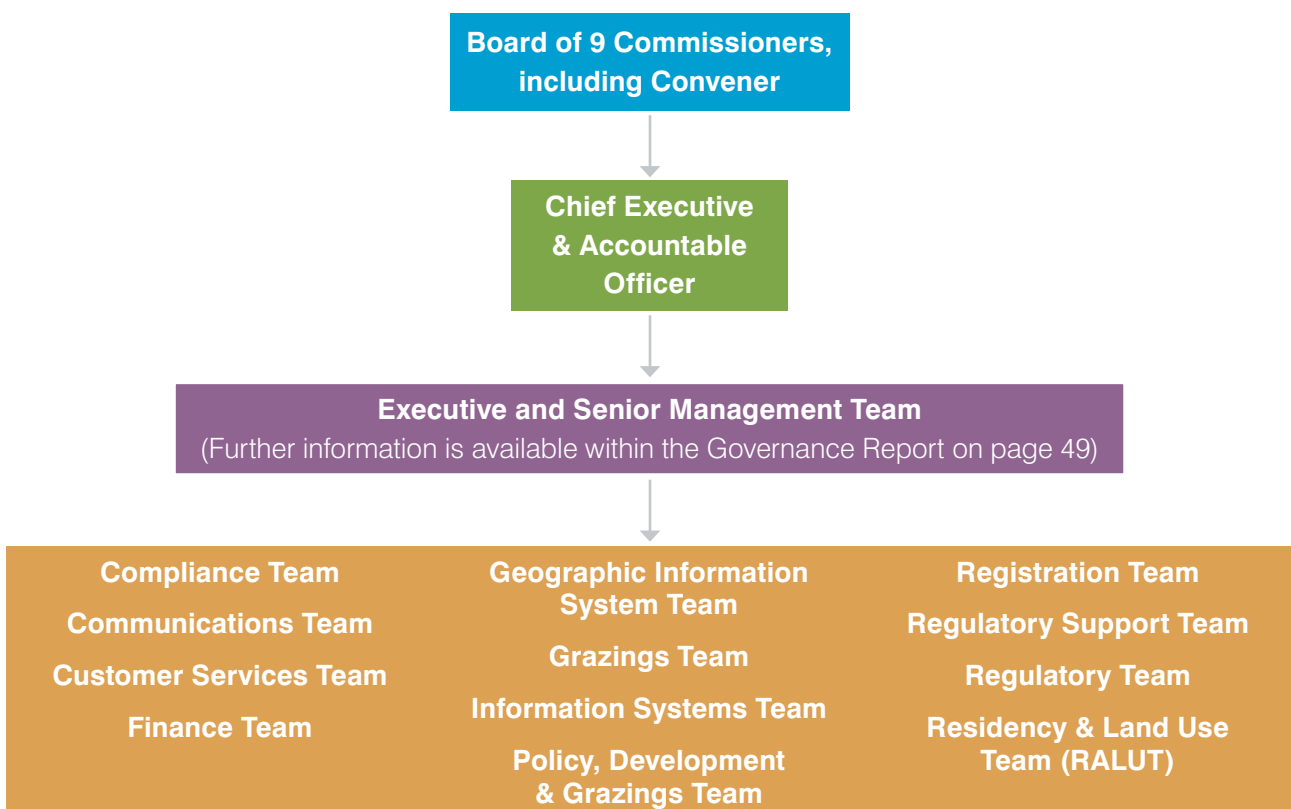 Board of 9 Commissioners,
including Convener
Chief Executive
& Accountable
Officer
Executive and Senior Management Team
(Further information is available within the Governance Report on page 49)
Compliance Team
Communications Team
Customer Services Team
Finance Team
Geographic Information
System Team
Grazings Team
Information Systems Team
Policy, Development
& Grazings Team
Registration Team
Regulatory Support Team
Regulatory Team
Residency & Land Use
Team (RALUT)